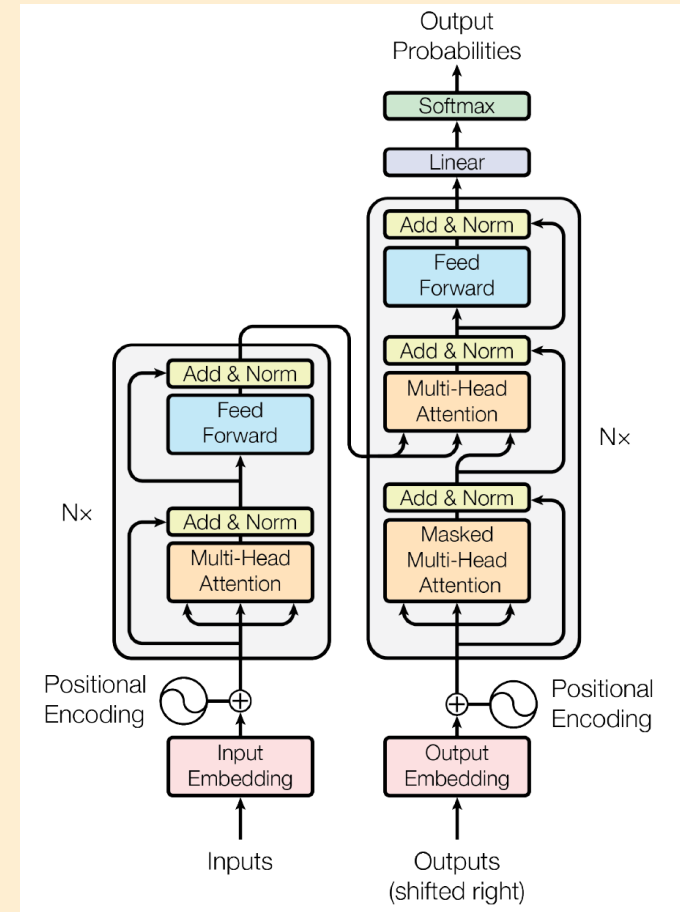 Output
Probabilities
Softmax
Linear
Add & Norm
Feed
Forward
Add & Norm
Multi-Head
Attention
Nx
Add & Norm
Masked
Multi-Head
Attention
Add & Norm
Feed
Forward
Nx
Add & Norm
Multi-Head
Attention
Positional
Encoding
Positional
Encoding
Input
Embedding
Output
Embedding
Inputs
Outputs
(shifted right)